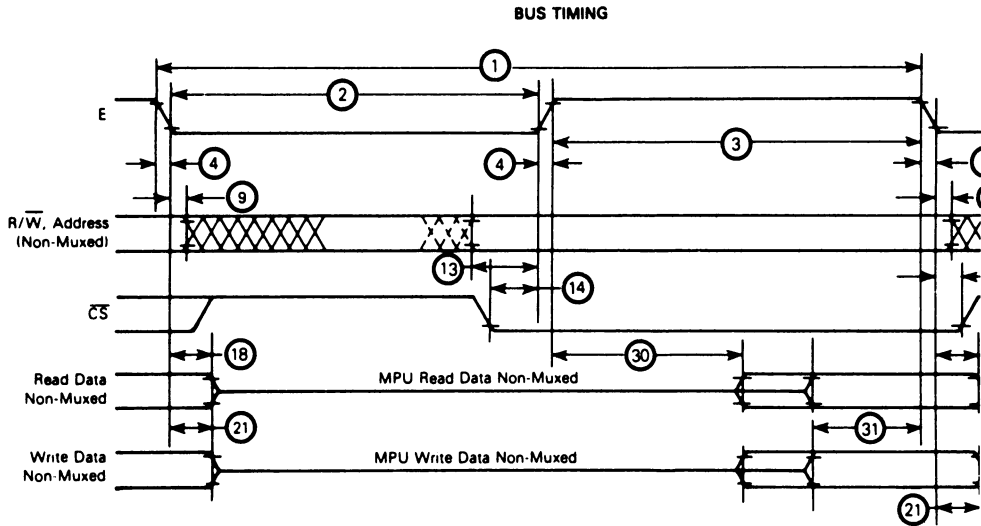 BUS TIMING
1
2
E
3
4
4
9
R/W, Address
(Non-Muxed)
13
14
CS
18
30
Read Data
Non-Muxed
MPU Read Data Non-Muxed
21
31
Write Data
Non-Muxed
MPU Write Data Non-Muxed
21